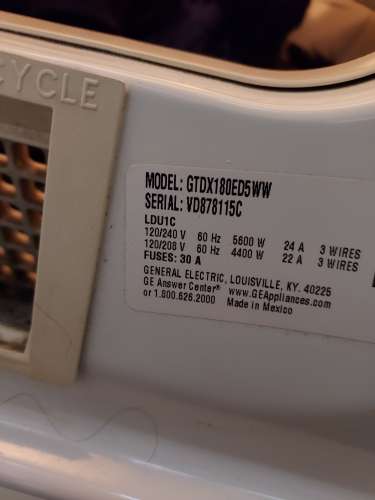 CYCLE
MODEL: GTDX180ED5WW
SERIAL: VD878115C
LDU1C
120/240 V 60 Hz 5600 W 24 A 3 WIRES
120/208 V 60 Hz 4400 W 22 A 3 WIRES
FUSES: 30 A
GENERAL ELECTRIC, LOUISVILLE, KY. 40225
GE Answer Center® www.GEAppliances.com
or 1.800.626.2000 Made in Mexico